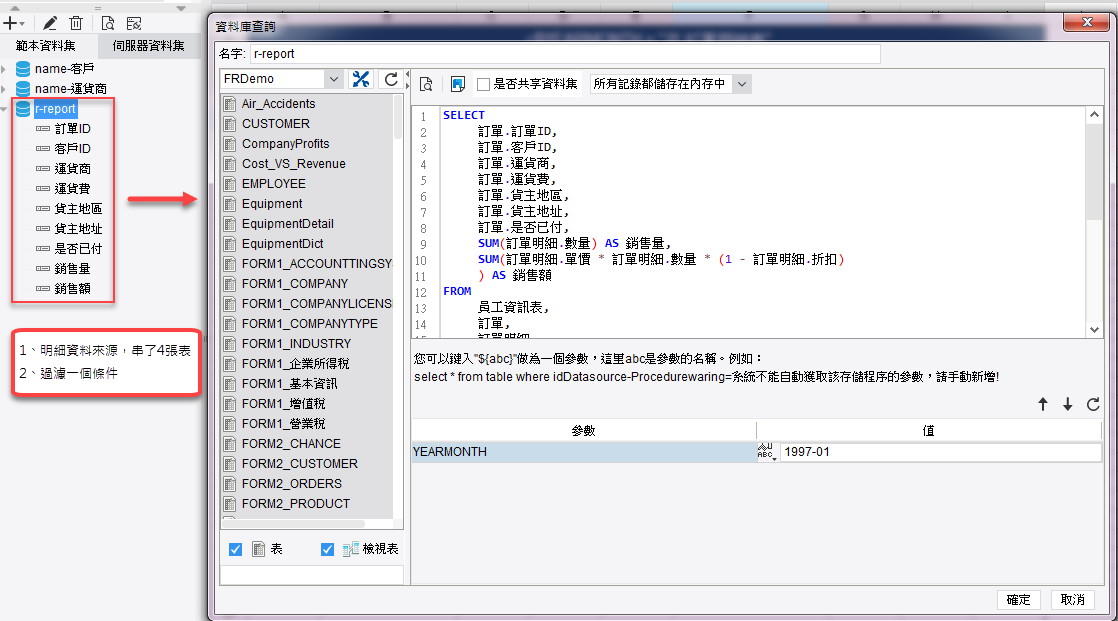 範本資料集
伺服器資料集
name-客戶
name-運貨商
r-report
訂單ID
客戶ID
運貨商
運貨費
貨主地區
貨主地址
是否已付
銷售量
銷售額
1、明細資料來源，串了4張表
2、過濾一個條件
資料庫查詢
名字: r-report
FRDemo
是否共享資料集
所有記錄都儲存在內存中
Air_Accidents
CUSTOMER
CompanyProfits
Cost_VS_Revenue
EMPLOYEE
Equipment
EquipmentDetail
EquipmentDict
FORM1_ACCOUNTTINGSY
FORM1_COMPANY
FORM1_COMPANYLICENS
FORM1_COMPANYTYPE
FORM1_INDUSTRY
FORM1_企業所得稅
FORM1_基本資訊
FORM1_增值稅
FORM1_營業稅
FORM2_CHANCE
FORM2_CUSTOMER
FORM2_ORDERS
FORM2_PRODUCT
表
檢視表
1 SELECT
2 訂單.訂單ID,
3 訂單.客戶ID,
4 訂單.運貨商,
5 訂單.運貨費,
6 訂單.貨主地區,
7 訂單.貨主地址,
8 訂單.是否已付,
9 SUM(訂單明細.數量) AS 銷售量,
10 SUM(訂單明細.單價 * 訂單明細.數量 * (1 - 訂單明細.折扣)
11 ) AS 銷售額
12 FROM
13 員工資訊表,
14 訂單,
訂單明細
您可以鍵入"${abc}"做為一個參數，這里abc是參數的名稱。例如：
select * from table where idDatasource-Procedurewaring=系統不能自動獲取該存儲程序的參數，請手動新增!
參數
值
YEARMONTH
ABC
1997-01
確定
取消